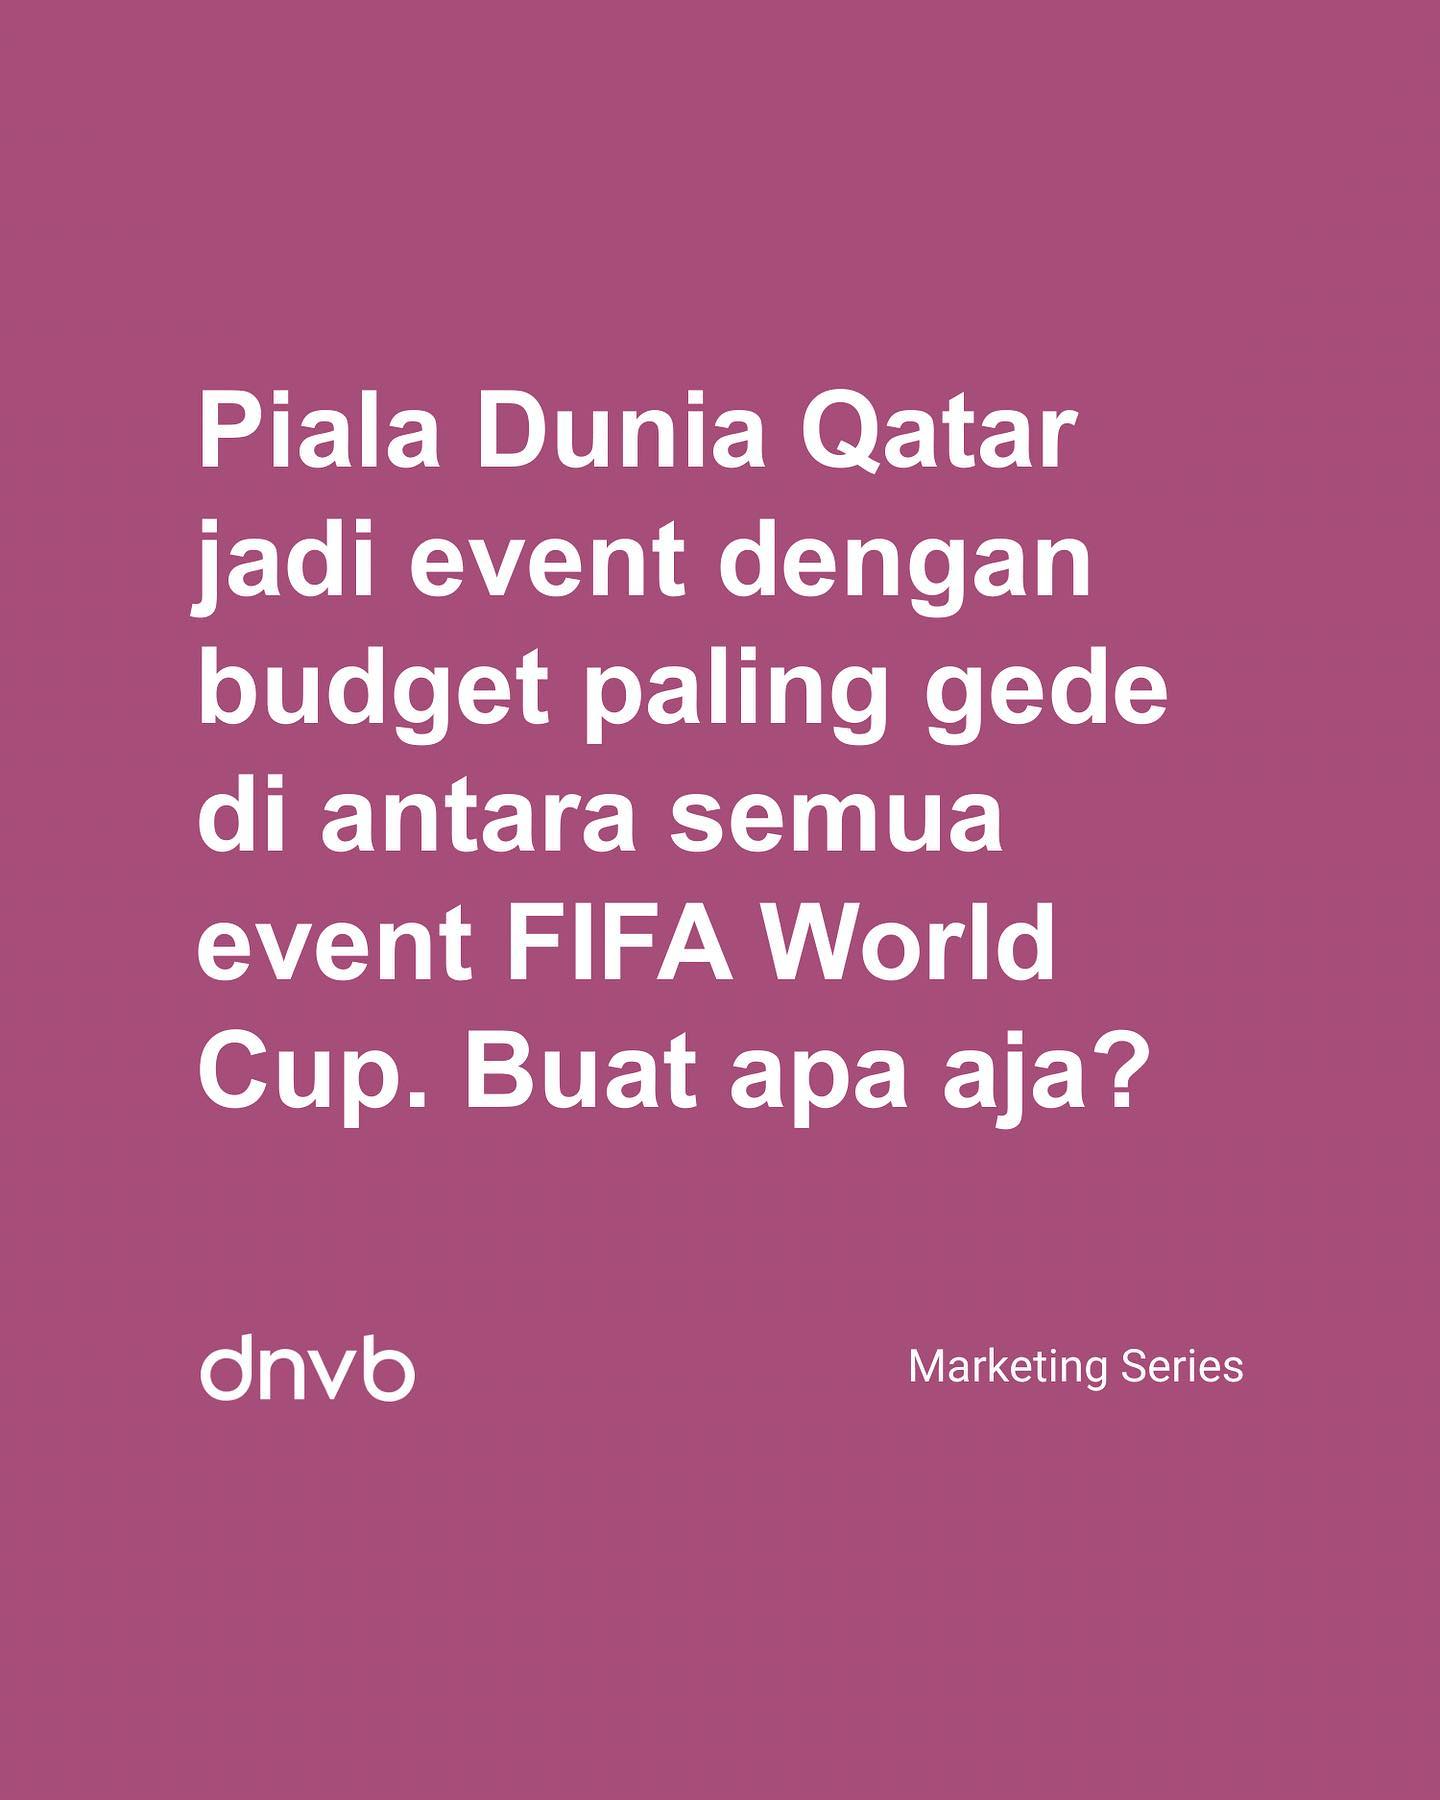 Piala Dunia Qatar
jadi event dengan
budget paling gede
di antara semua
event FIFA World
Cup. Buat apa aja?
dnvb
Marketing Series